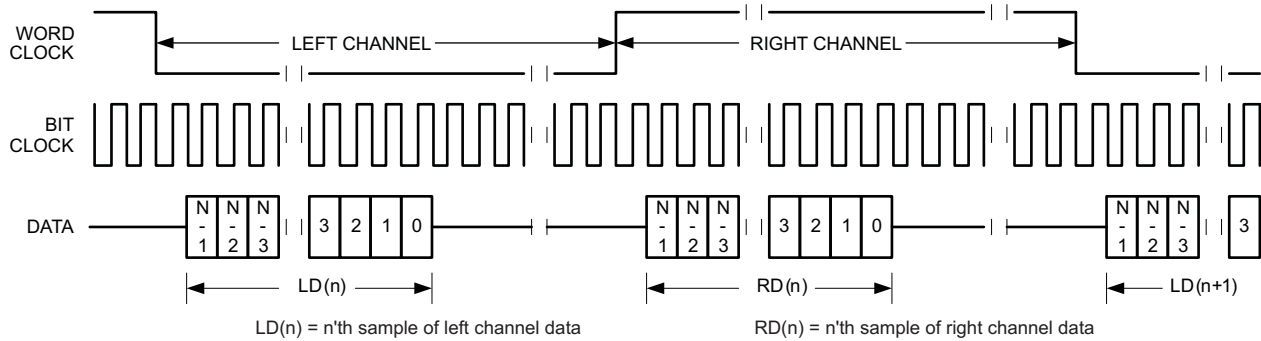 WORD
CLOCK
LEFT CHANNEL
RIGHT CHANNEL
BIT
CLOCK
DATA
N-1 N-2 N-3 3 2 1 0 N-1 N-2 N-3 3 2 1 0 N-1 N-2 N-3 3
LD(n) RD(n) LD(n+1)
LD(n) = n'th sample of left channel data
RD(n) = n'th sample of right channel data